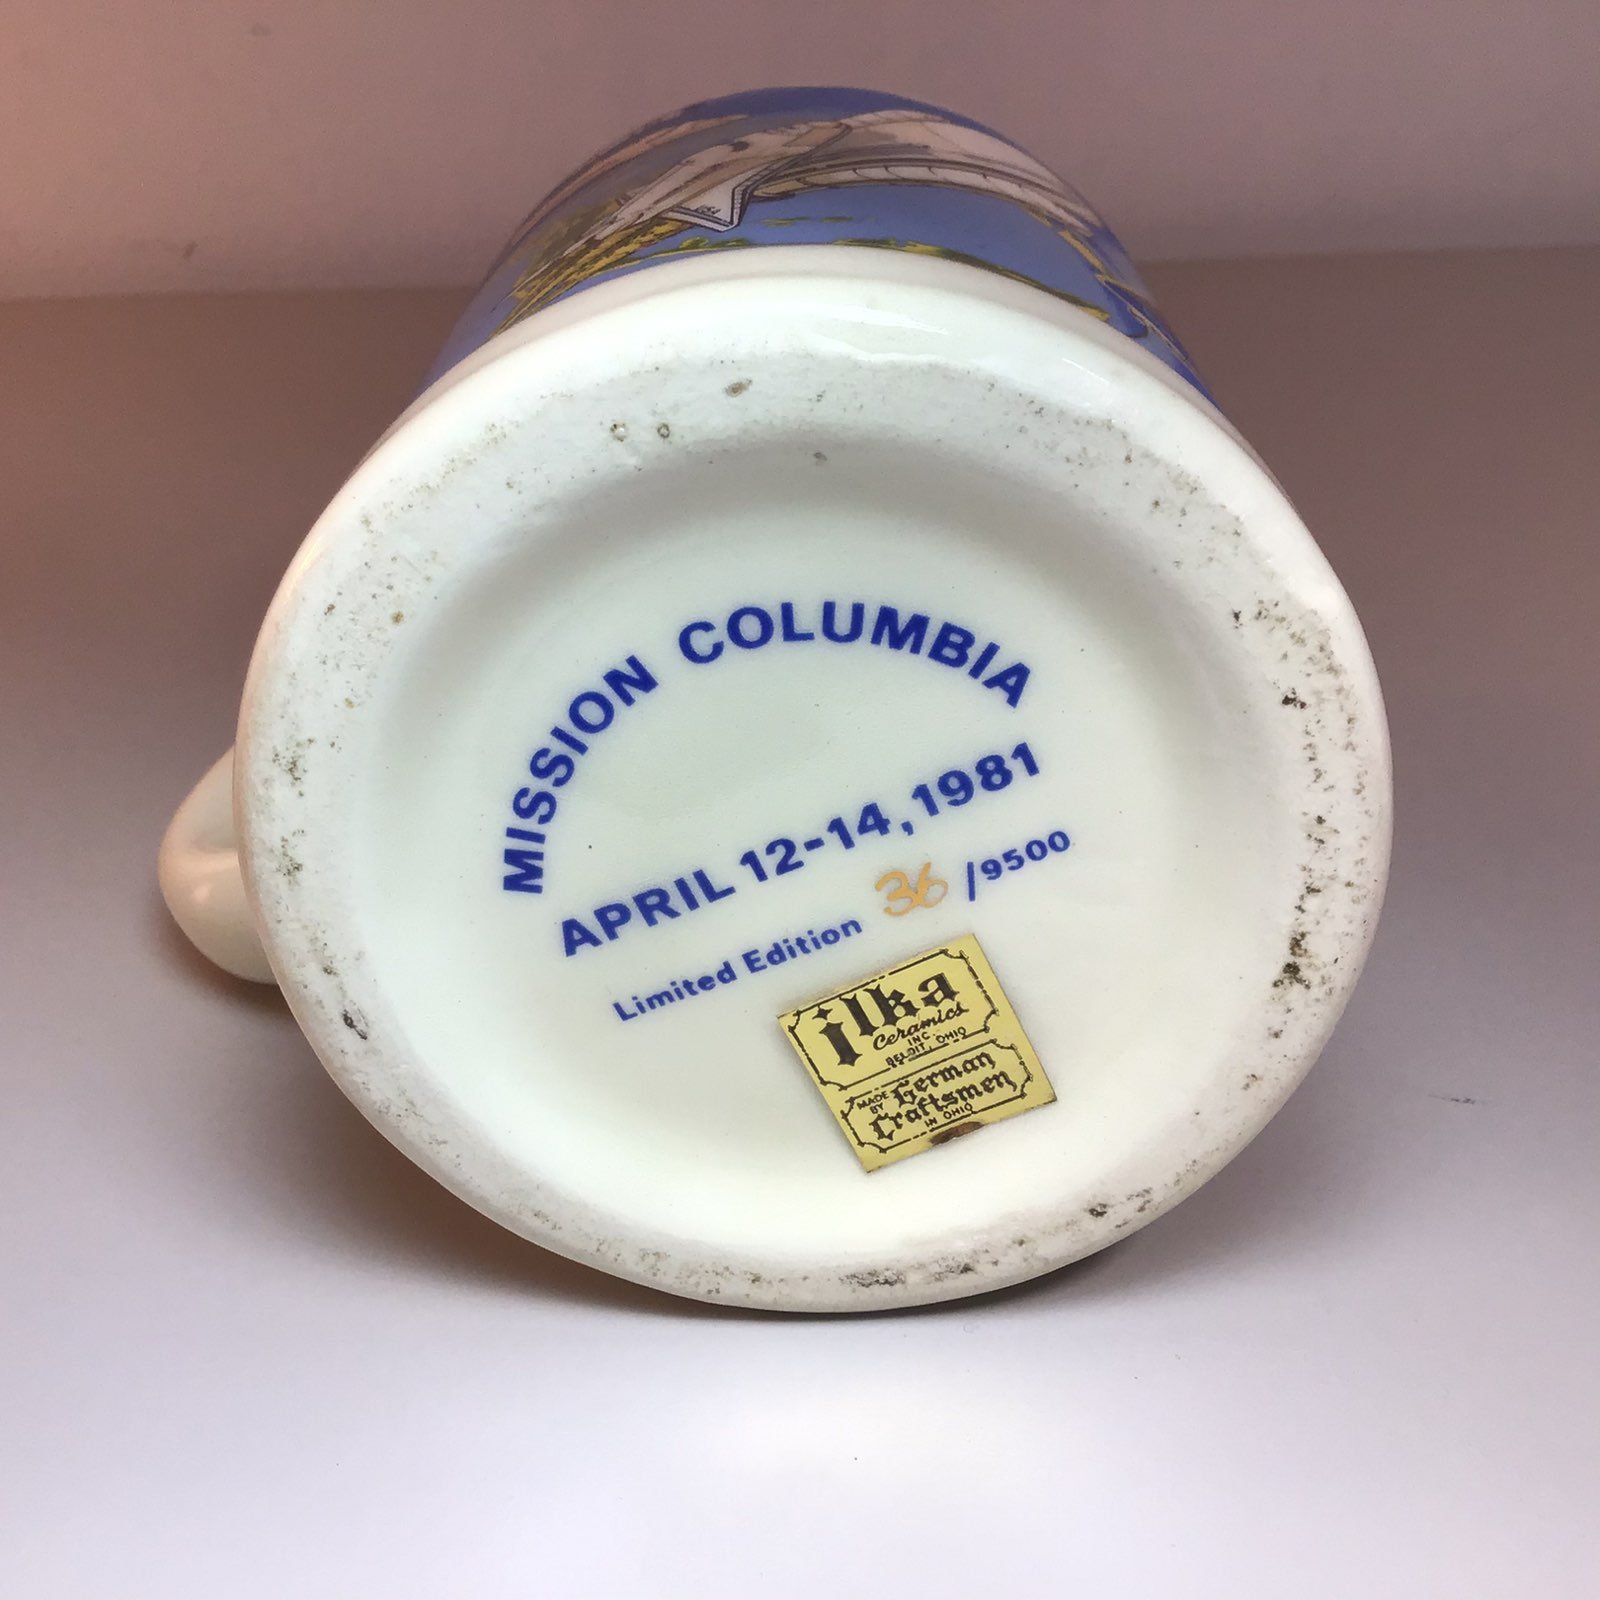 MISSION COLUMBIA
APRIL 12-14, 1981
Limited Edition 36 /9500
ilka
Ceramics
INC
BELOIT, OHIO
MADE
BY
German
Craftsmen
IN OHIO
USA